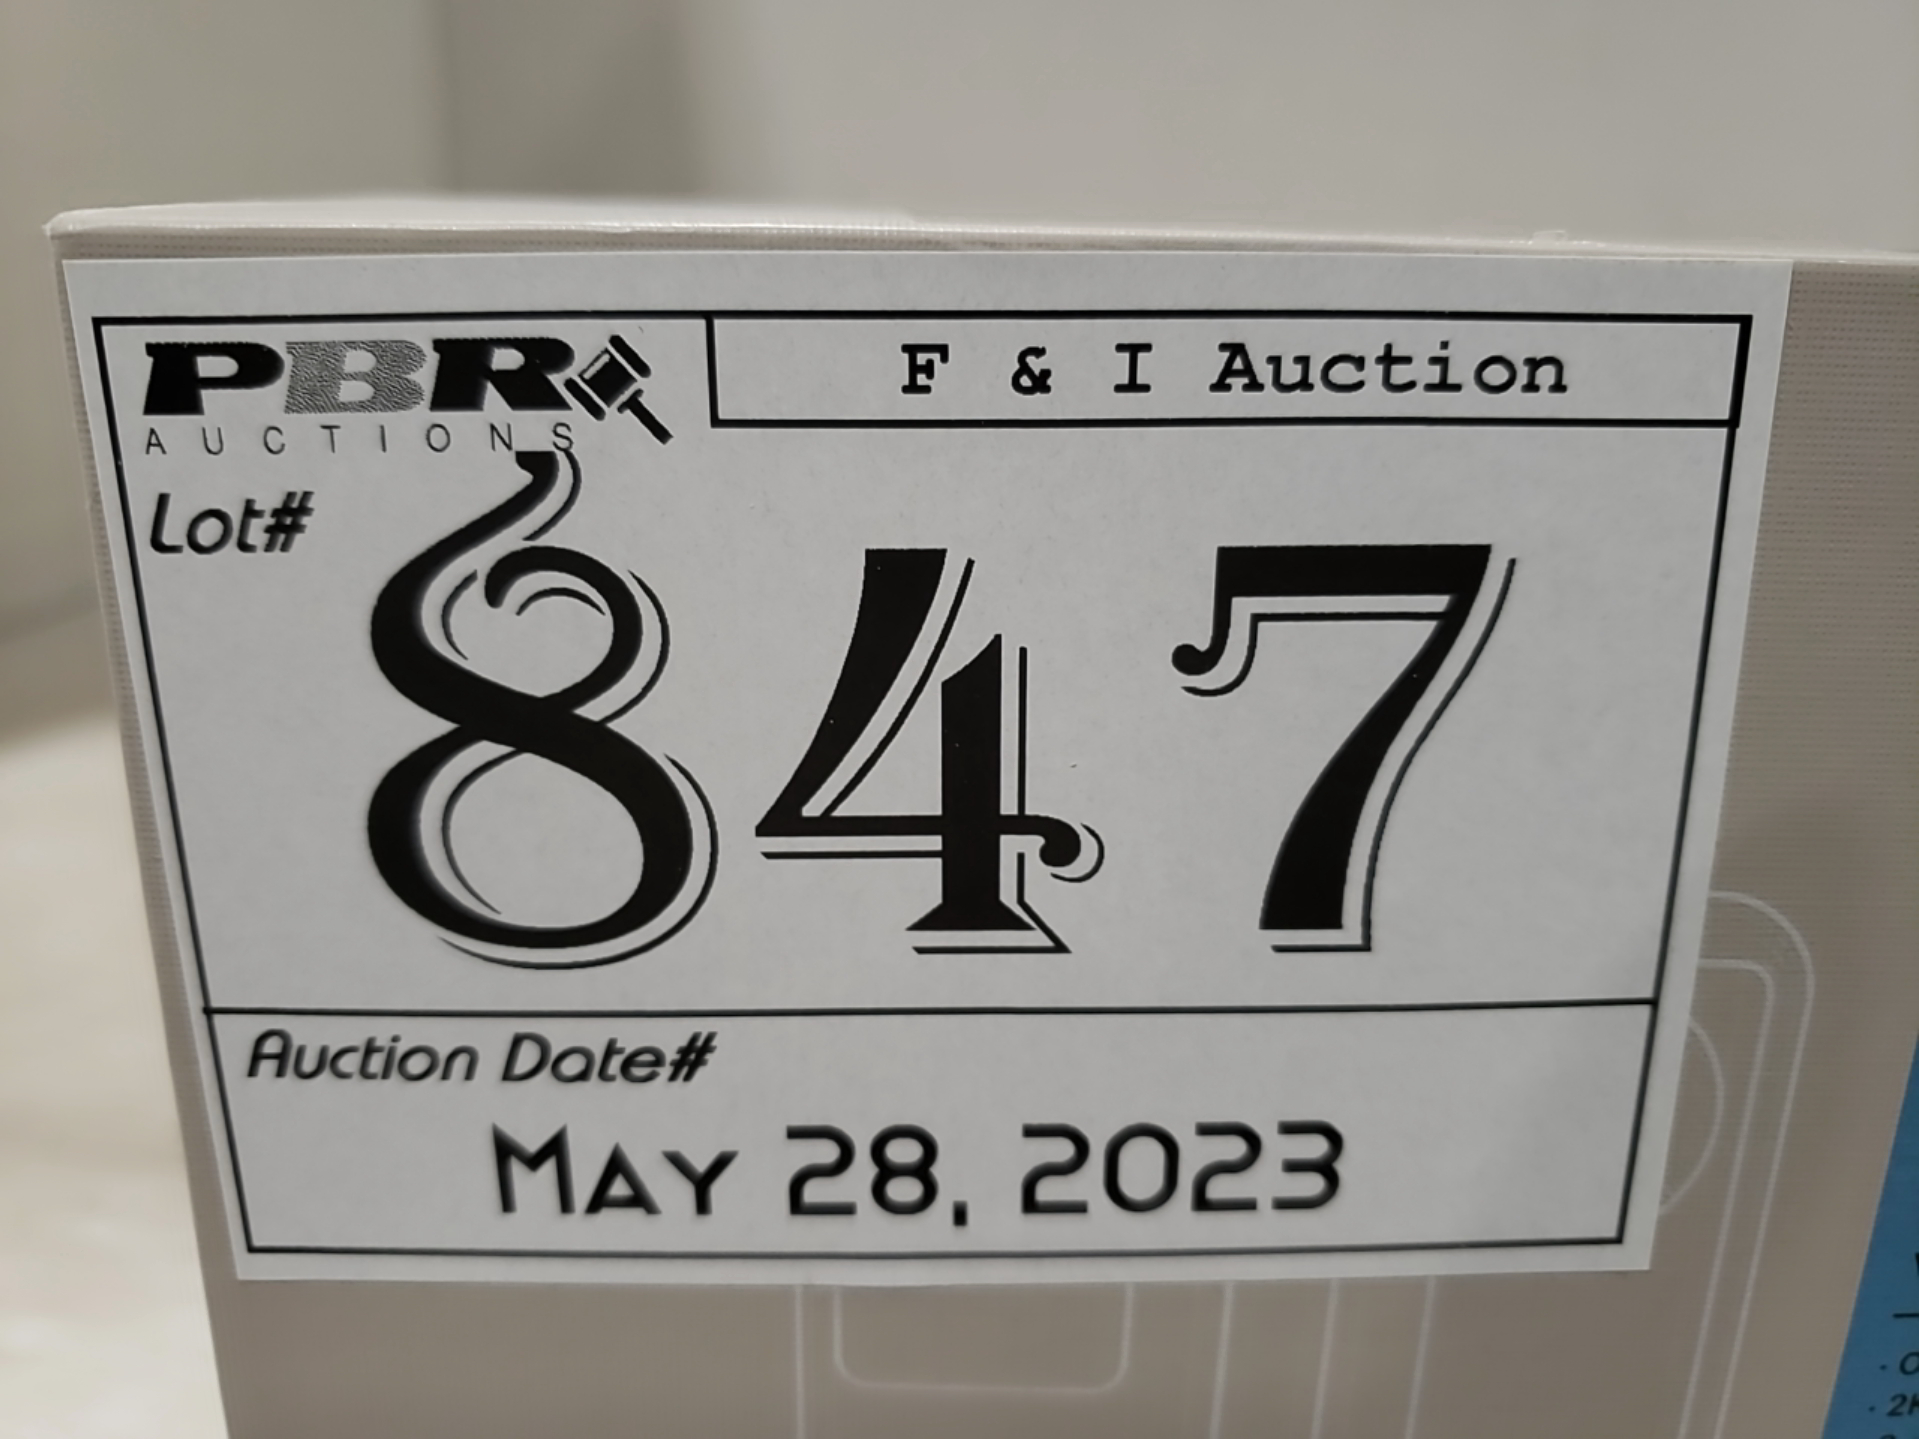 PBR
AUCTIONS
F & I Auction
Lot#
847
Auction Date#
MAY 28, 2023